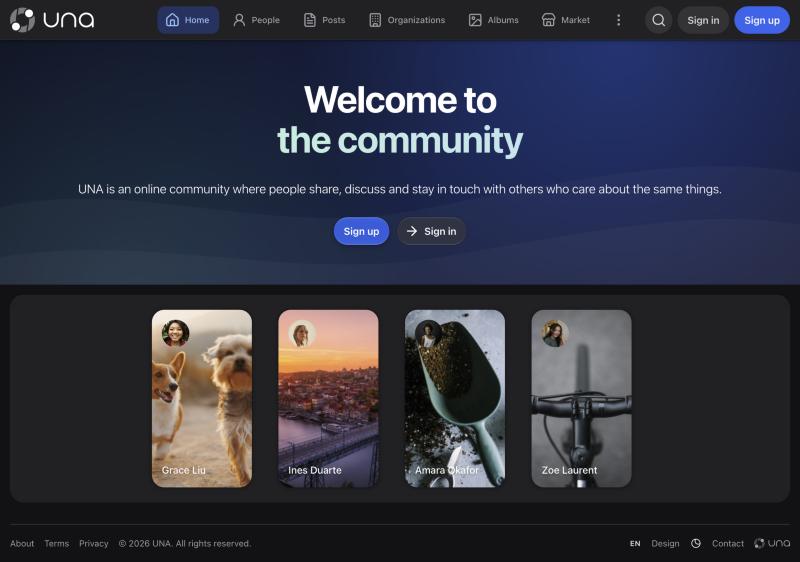 UNA
Home
People
Posts
Organizations
Albums
Market
Sign in
Sign up
Welcome to
the community
UNA is an online community where people share, discuss and stay in touch with others who care about the same things.
Sign up
Sign in
Grace Liu
Ines Duarte
Amara Okafor
Zoe Laurent
About
Terms
Privacy
© 2026 UNA. All rights reserved.
EN
Design
Contact
UNA